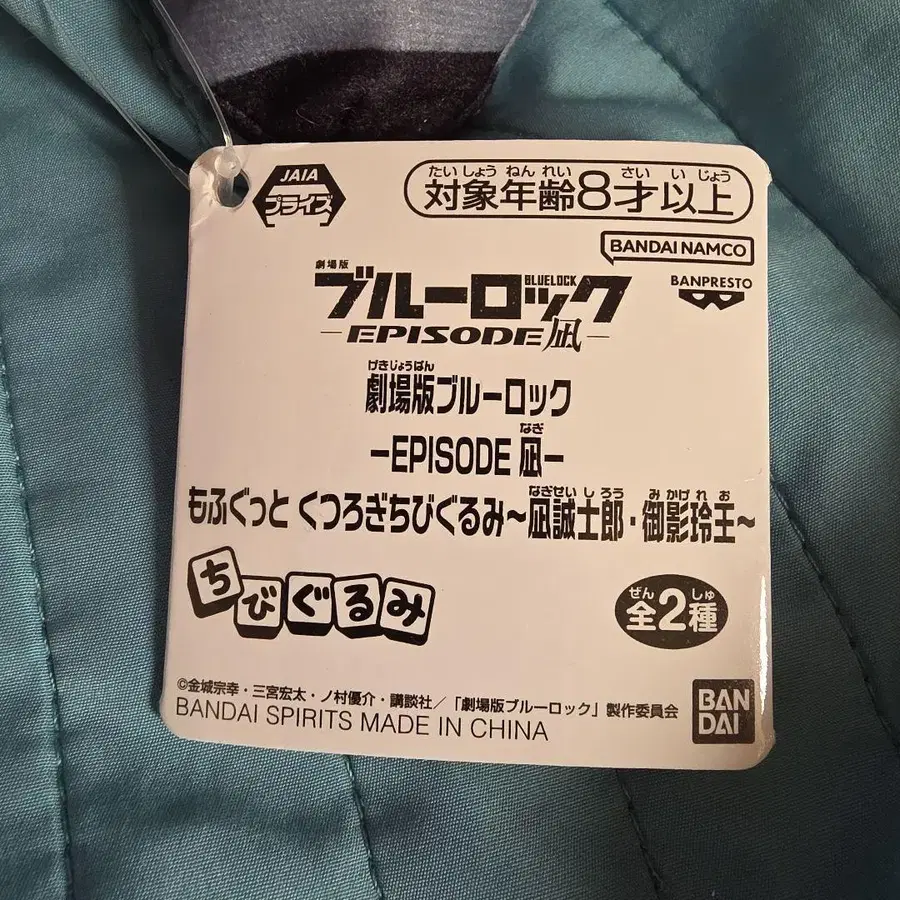 JAIA
プライズ
たいしょうねんれい さい いじょう
対象年齢8才以上
BANDAI NAMCO
BANPRESTO
劇場版
ブルーロック
BLUELOCK
-EPISODE 凪-
げきじょうばん
劇場版ブルーロック
なぎ
-EPISODE 凪-
なぎせいしろう みかげれお
もふぐっと くつろぎちびぐるみ~凪誠士郎・御影玲王~
ちびぐるみ
ぜん しゅ
全2種
©金城宗幸・三宮宏太・ノ村優介・講談社/「劇場版ブルーロック」製作委員会
BANDAI SPIRITS MADE IN CHINA
BAN
DAI